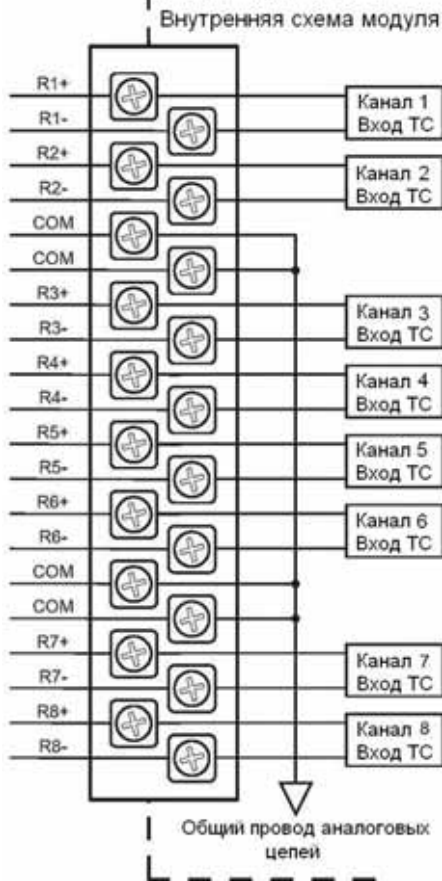 Внутренняя схема модуля
R1+
R1-
R2+
R2-
COM
COM
R3+
R3-
R4+
R4-
R5+
R5-
R6+
R6-
COM
COM
R7+
R7-
R8+
R8-
Канал 1
Вход ТС
Канал 2
Вход ТС
Канал 3
Вход ТС
Канал 4
Вход ТС
Канал 5
Вход ТС
Канал 6
Вход ТС
Канал 7
Вход ТС
Канал 8
Вход ТС
Общий провод аналоговых
цепей